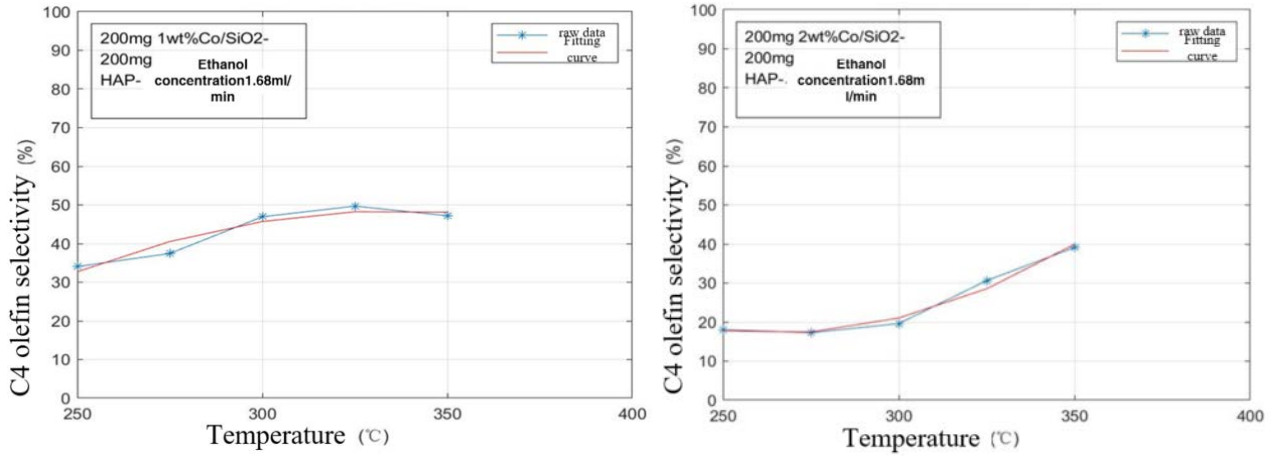 100
90
80
70
60
50
40
30
20
10
0
C4 olefin selectivity (%)
200mg 1wt%Co/SiO2-
200mg
HAP- Ethanol
concentration1.68ml/
min
raw data
Fitting
curve
250 300 350 400
Temperature (℃)
100
90
80
70
60
50
40
30
20
10
0
C4 olefin selectivity (%)
200mg 2wt%Co/SiO2-
200mg
HAP-. Ethanol
concentration1.68m
l/min
raw data
Fitting
curve
250 300 350 400
Temperature (℃)